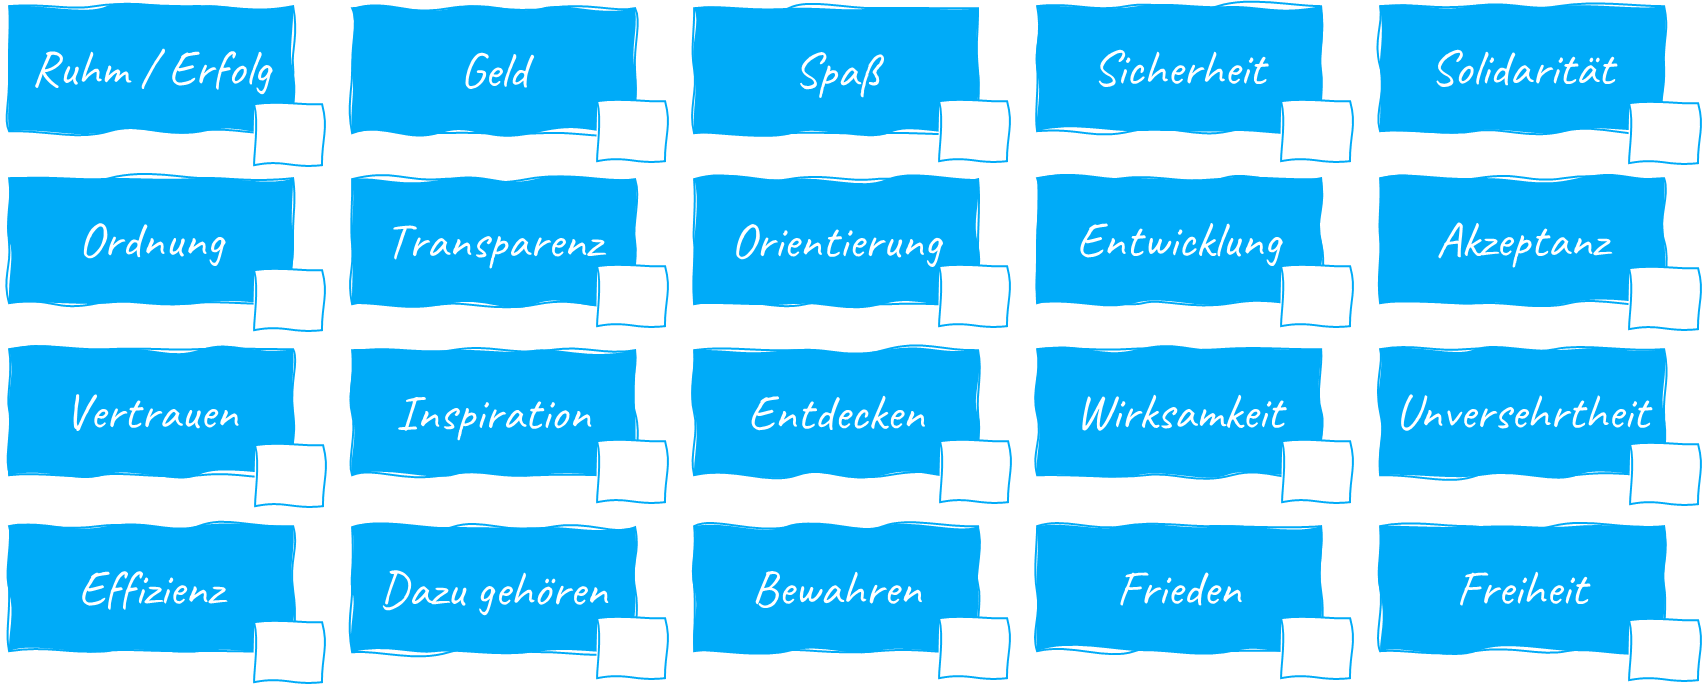 Ruhm / Erfolg
Geld
Spaß
Sicherheit
Solidarität
Ordnung
Transparenz
Orientierung
Entwicklung
Akzeptanz
Vertrauen
Inspiration
Entdecken
Wirksamkeit
Unversehrtheit
Effizienz
Dazu gehören
Bewahren
Frieden
Freiheit